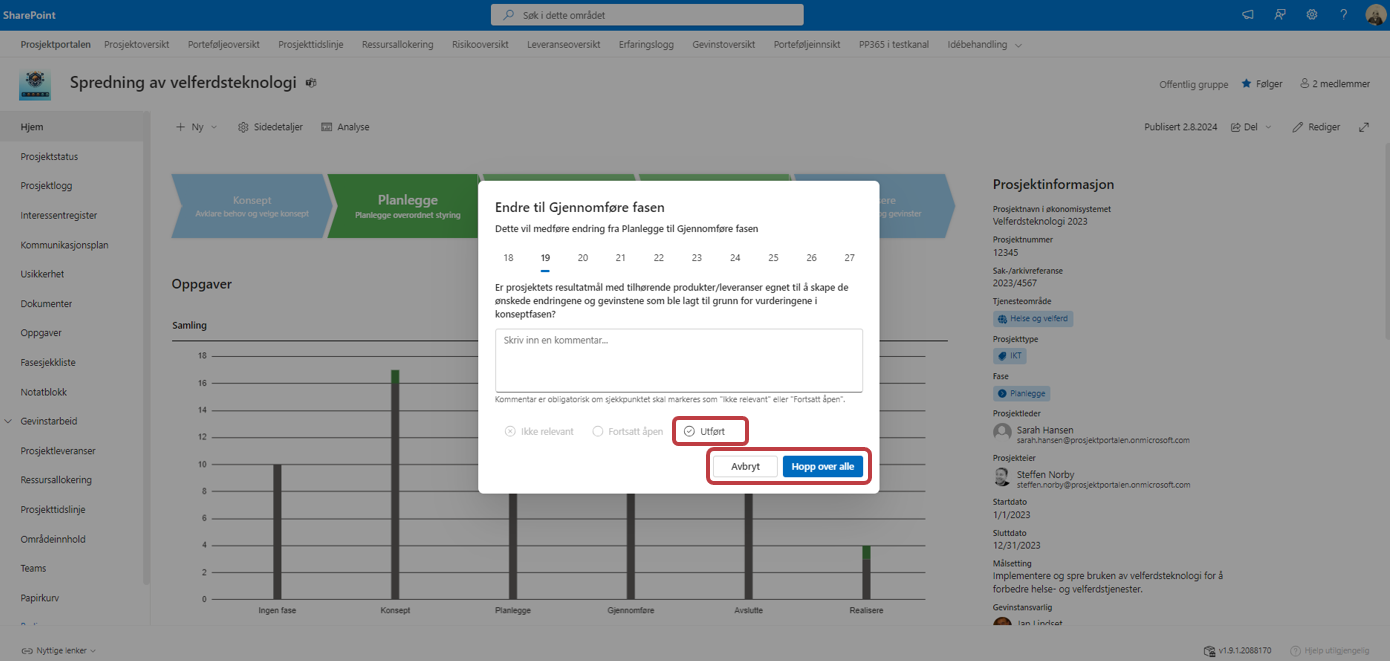 SharePoint
Søk i dette området
?
Prosjektportalen Prosjektoversikt Porteføljeoversikt Prosjekttidslinje Ressursallokering Risikooversikt Leveranseoversikt Erfaringslogg Gevinstoversikt Porteføljeinnsikt PP365 i testkanal Idébehandling
Spredning av velferdsteknologi
Offentlig gruppe Følger 2 medlemmer
Hjem
Prosjektstatus
Prosjektlogg
Interessentregister
Kommunikasjonsplan
Usikkerhet
Dokumenter
Oppgaver
Fasesjekkliste
Notatblokk
Gevinstarbeid
Prosjektleveranser
Ressursallokering
Prosjekttidslinje
Områdeinnhold
Teams
Papirkurv
Nyttige lenker
Ny Sidedetaljer Analyse
Publisert 2.8.2024 Del Rediger
Konsept
Avklare behov og velge konsept
Planlegge
Planlegge overordnet styring
sere
g gevinster
Oppgaver
Samling
18
16
14
12
10
8
6
4
2
0
Ingen fase Konsept Planlegge Gjennomføre Avslutte Realisere
Endre til Gjennomføre fasen
Dette vil medføre endring fra Planlegge til Gjennomføre fasen
18 19 20 21 22 23 24 25 26 27
Er prosjektets resultatmål med tilhørende produkter/leveranser egnet til å skape de
ønskede endringene og gevinstene som ble lagt til grunn for vurderingene i
konseptfasen?
Skriv inn en kommentar...
Kommentar er obligatorisk om sjekkpunktet skal markeres som "Ikke relevant" eller "Fortsatt åpen".
Ikke relevant Fortsatt åpen Utført
Avbryt Hopp over alle
Prosjektinformasjon
Prosjektnavn i økonomisystemet
Velferdsteknologi 2023
Prosjektnummer
12345
Sak-/arkivreferanse
2023/4567
Tjenesteområde
Helse og velferd
Prosjekttype
IKT
Fase
Planlegge
Prosjektleder
Sarah Hansen
sarah.hansen@prosjektportalen.onmicrosoft.com
Prosjekteier
Steffen Norby
steffen.norby@prosjektportalen.onmicrosoft.com
Startdato
1/1/2023
Sluttdato
12/31/2023
Målsetting
Implementere og spre bruken av velferdsteknologi for å
forbedre helse- og velferdstjenester.
Gevinstansvarlig
Jan Lindset
v1.9.1.2088170 Hjelp utilgjengelig